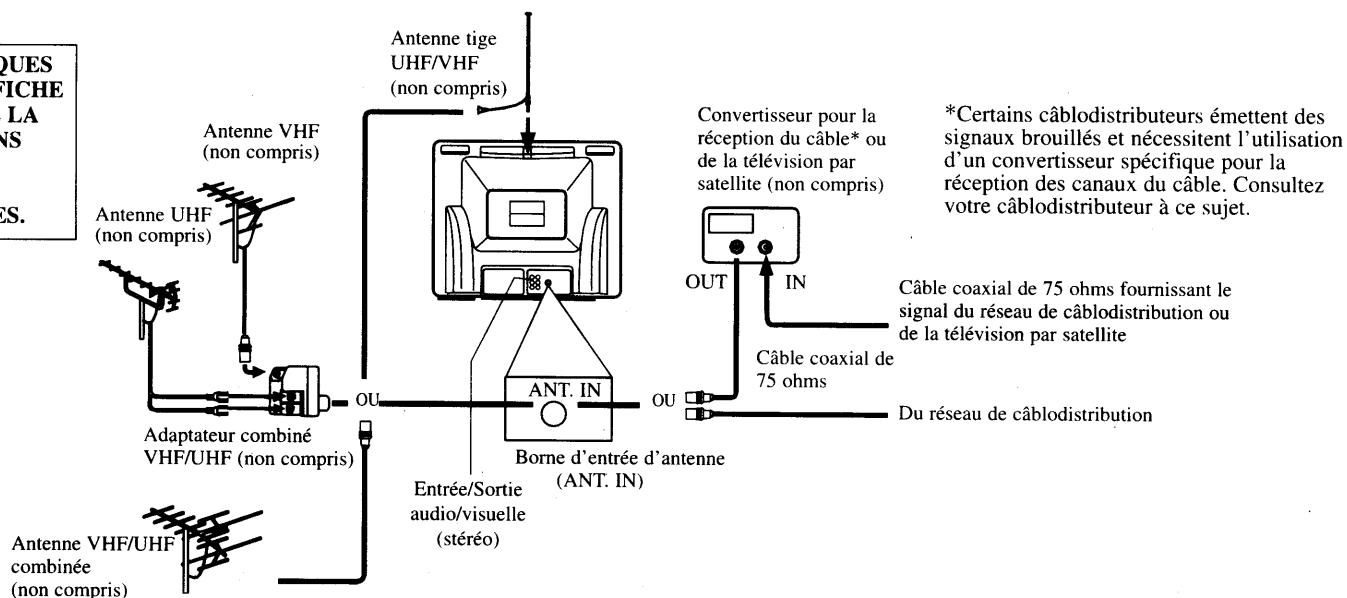 QUES
FICHE
LA
NS
ES.
Antenne tige
UHF/VHF
(non compris)
Antenne VHF
(non compris)
Antenne UHF
(non compris)
Convertisseur pour la
réception du câble* ou
de la télévision par
satellite (non compris)
*Certains câblodistributeurs émettent des
signaux brouillés et nécessitent l'utilisation
d'un convertisseur spécifique pour la
réception des canaux du câble. Consultez
votre câblodistributeur à ce sujet.
OUT
IN
Câble coaxial de 75 ohms fournissant le
signal du réseau de câblodistribution ou
de la télévision par satellite
Câble coaxial de
75 ohms
OU
ANT. IN
OU
Du réseau de câblodistribution
Adaptateur combiné
VHF/UHF (non compris)
Borne d'entrée d'antenne
(ANT. IN)
Entrée/Sortie
audio/visuelle
(stéréo)
Antenne VHF/UHF
combinée
(non compris)